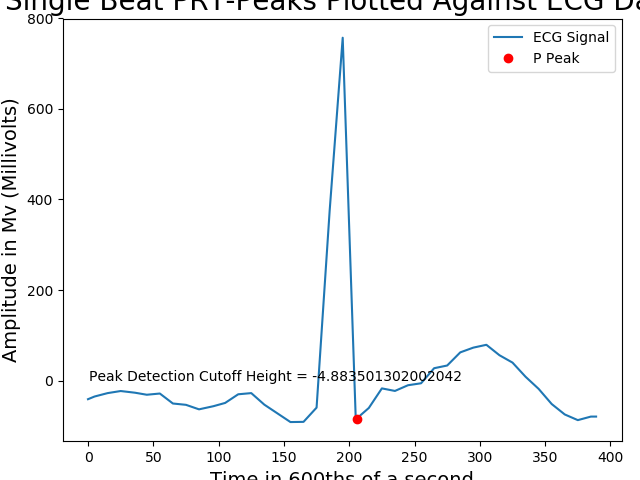 Single Beat PRT-Peaks Plotted Against ECG Da
ECG Signal
P Peak
Amplitude in Mv (Millivolts)
800
600
400
200
0
Peak Detection Cutoff Height = -4.883501302002042
0 50 100 150 200 250 300 350 400
Time in 600ths of a second